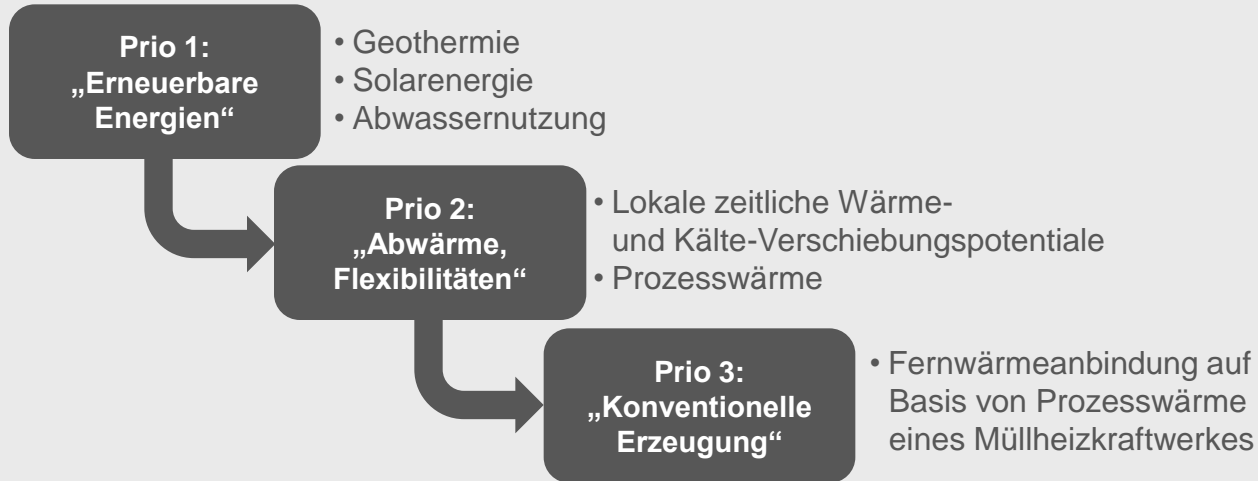 Prio 1:
„Erneuerbare
Energien“
• Geothermie
• Solarenergie
• Abwassernutzung
Prio 2:
„Abwärme,
Flexibilitäten“
• Lokale zeitliche Wärme-
und Kälte-Verschiebungspotentiale
• Prozesswärme
Prio 3:
„Konventionelle
Erzeugung“
• Fernwärmeanbindung auf
Basis von Prozesswärme
eines Müllheizkraftwerkes